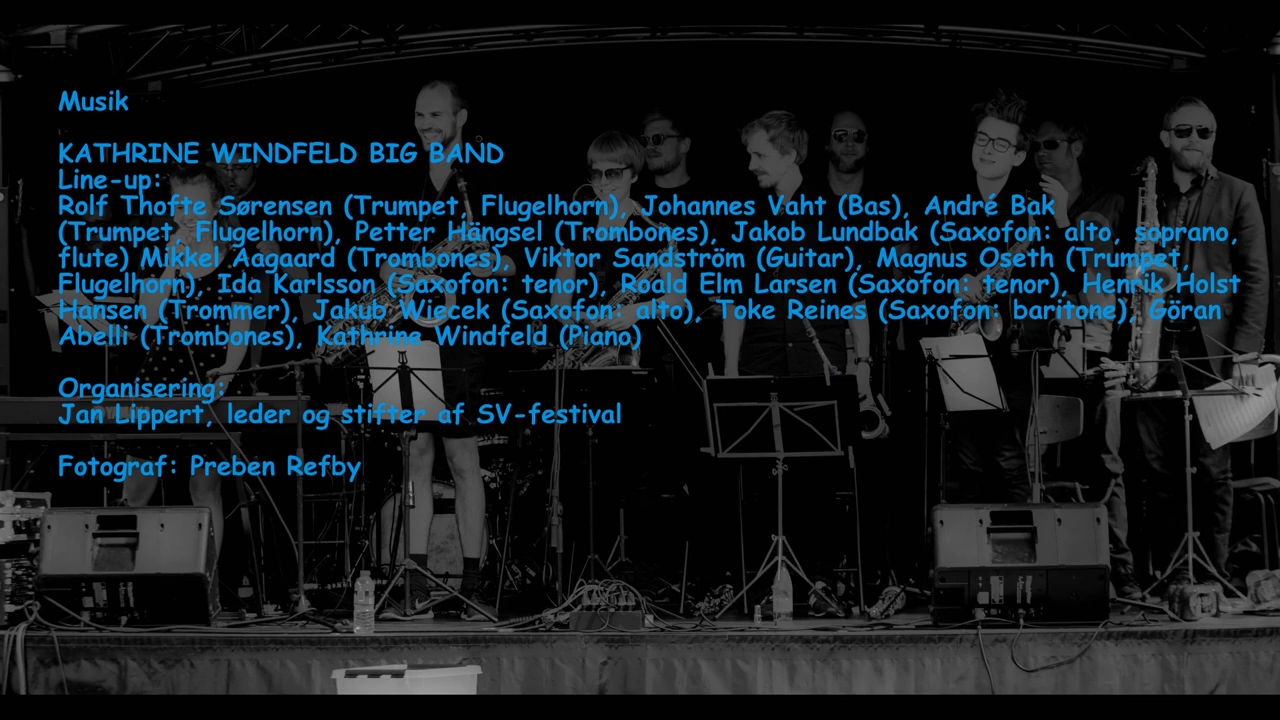 Musik
KATHRINE WINDFELD BIG BAND
Line-up:
Rolf Thofte Sørensen (Trumpet, Flugelhorn), Johannes Vaht (Bas), André Bak
(Trumpet, Flugelhorn), Petter Hängsel (Trombones), Jakob Lundbak (Saxofon: alto, soprano,
flute) Mikkel Aagaard (Trombones), Viktor Sandström (Guitar), Magnus Oseth (Trumpet,
Flugelhorn), Ida Karlsson (Saxofon: tenor), Roald Elm Larsen (Saxofon: tenor), Henrik Holst
Hansen (Trommer), Jakub Wiecek (Saxofon: alto), Toke Reines (Saxofon: baritone), Göran
Abelli (Trombones), Kathrine Windfeld (Piano)
Organisering:
Jan Lippert, leder og stifter af SV-festival
Fotograf: Preben Refby